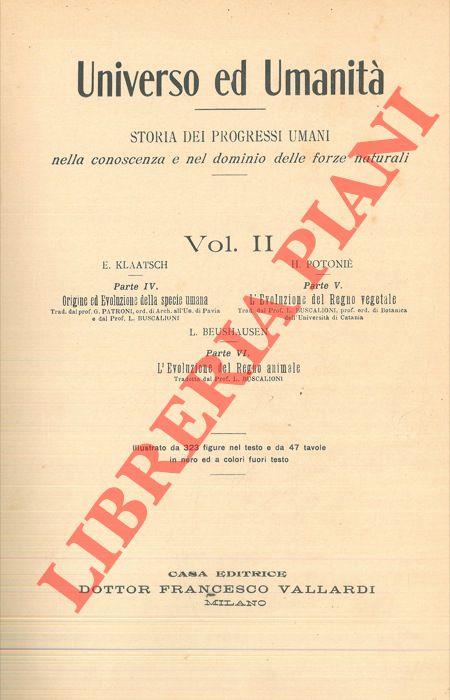 Universo ed Umanità
STORIA DEI PROGRESSI UMANI
nella conoscenza e nel dominio delle forze naturali
Vol. II
E. KLAATSCH
Parte IV.
Origine ed Evoluzione della specie umana
Trad. dal prof. G. PATRONI, ord. di Arch. all'Un. di Pavia
e dal Prof. L. BUSCALIONI
H. POTONIÈ
Parte V.
L'Evoluzione del Regno vegetale
Trad. dal Prof. L. BUSCALIONI, prof. ord. di Botanica
dell'Università di Catania
L. BEUSHAUSEN
Parte VI.
L'Evoluzione del Regno animale
Tradotta dal Prof. L. BUSCALIONI
Illustrato da 323 figure nel testo e da 47 tavole
in nero ed a colori fuori testo
CASA EDITRICE
DOTTOR FRANCESCO VALLARDI
MILANO
LIBRERIA PIANI